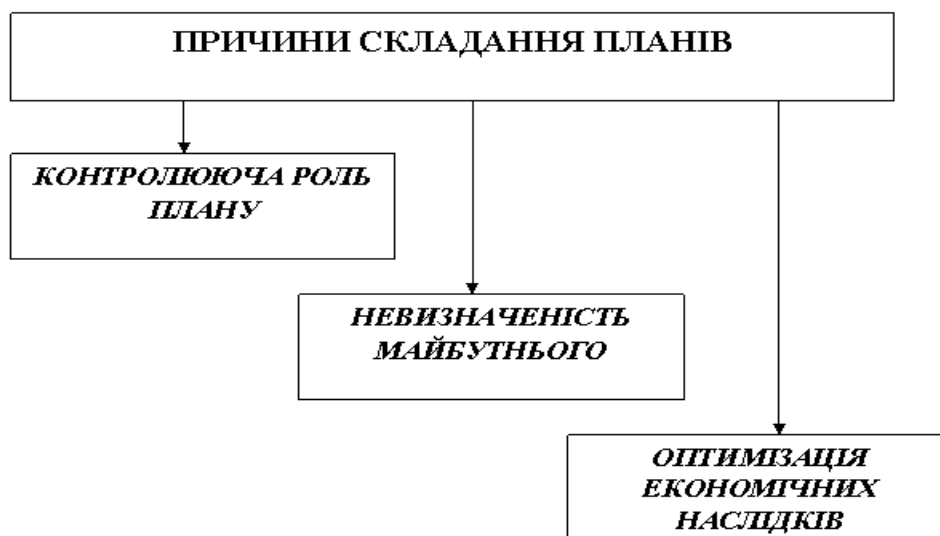 ПРИЧИНИ СКЛАДАННЯ ПЛАНІВ
КОНТРОЛЮЮЧА РОЛЬ
ПЛАНУ
НЕВИЗНАЧЕНІСТЬ
МАЙБУТНЬОГО
ОПТИМІЗАЦІЯ
ЕКОНОМІЧНИХ
НАСЛІДКІВ